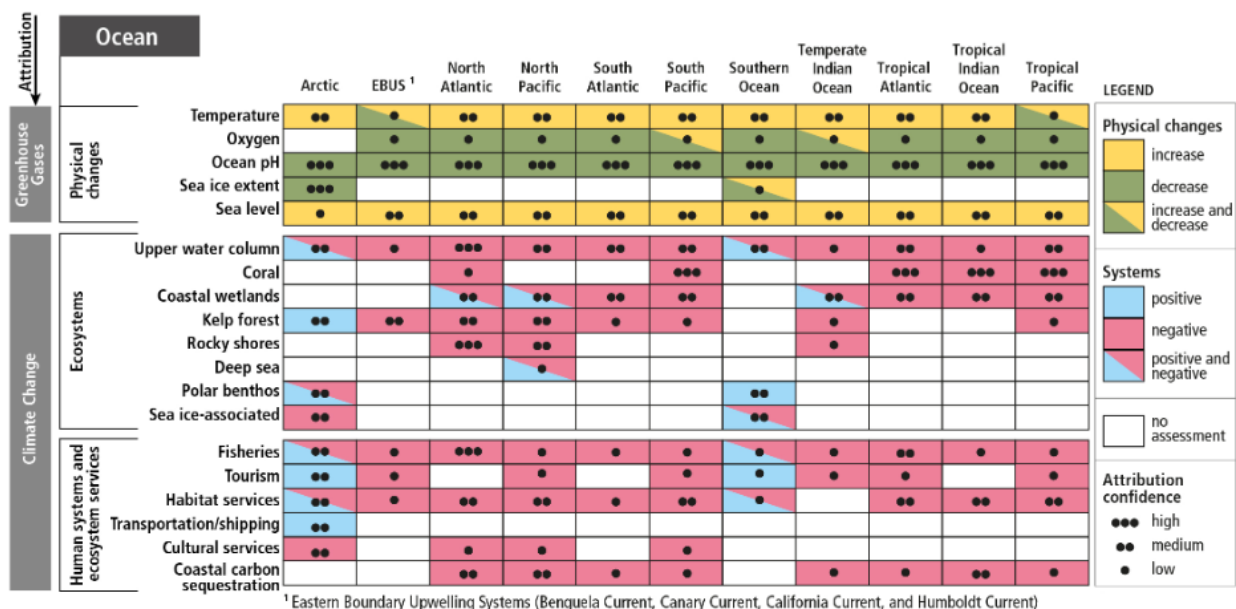 Attribution
Ocean
Arctic
EBUS ¹
North Atlantic
North Pacific
South Atlantic
South Pacific
Southern Ocean
Temperate Indian Ocean
Tropical Atlantic
Tropical Indian Ocean
Tropical Pacific
Greenhouse Gases
Physical changes
Temperature
Oxygen
Ocean pH
Sea ice extent
Sea level
Climate Change
Ecosystems
Upper water column
Coral
Coastal wetlands
Kelp forest
Rocky shores
Deep sea
Polar benthos
Sea ice-associated
Human systems and ecosystem services
Fisheries
Tourism
Habitat services
Transportation/shipping
Cultural services
Coastal carbon sequestration
LEGEND
Physical changes
increase
decrease
increase and decrease
Systems
positive
negative
positive and negative
no assessment
Attribution confidence
high
medium
low
¹ Eastern Boundary Upwelling Systems (Benguela Current, Canary Current, California Current, and Humboldt Current)